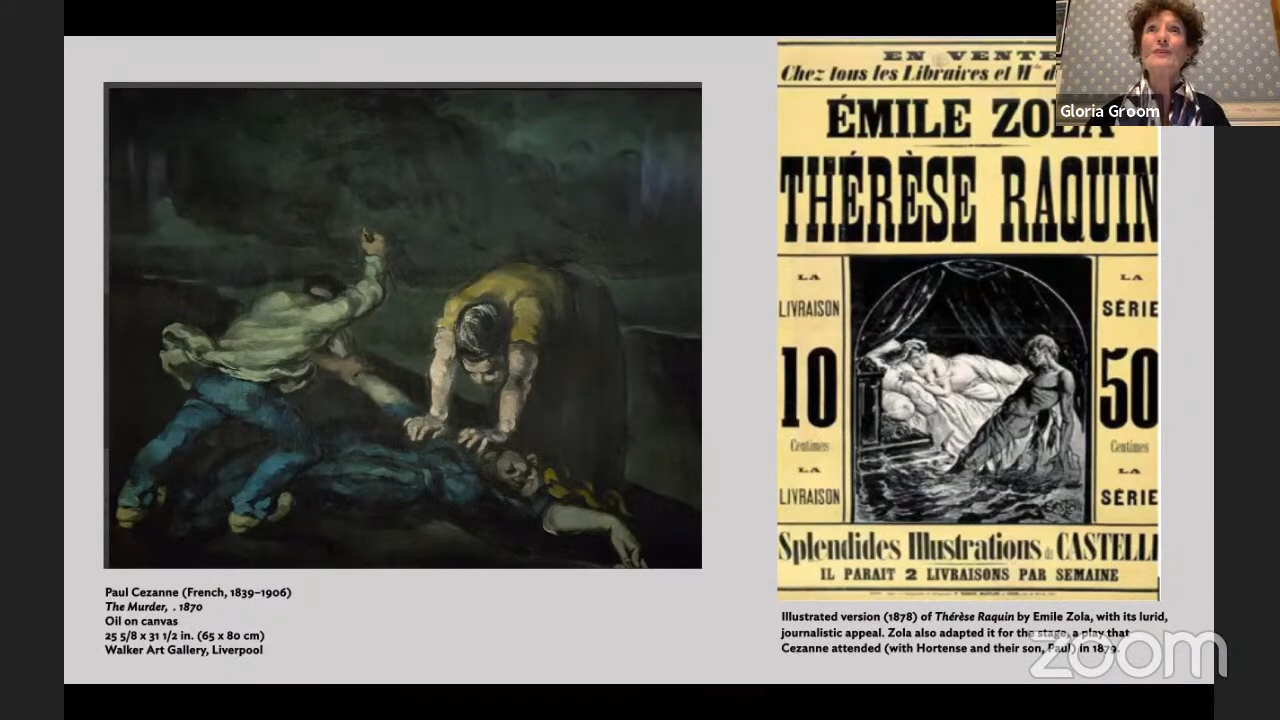 Gloria Groom
EN VENTE
Chez tous les Libraires et Mds de
ÉMILE ZOLA
THÉRÈSE RAQUIN
LA
LIVRAISON
10
Centimes
LA
LIVRAISON
LA
SÉRIE
50
Centimes
LA
SÉRIE
Splendides Illustrations de CASTELLI
IL PARAIT 2 LIVRAISONS PAR SEMAINE
Paul Cezanne (French, 1839–1906)
The Murder, . 1870
Oil on canvas
25 5/8 x 31 1/2 in. (65 x 80 cm)
Walker Art Gallery, Liverpool
Illustrated version (1878) of Thérèse Raquin by Emile Zola, with its lurid,
journalistic appeal. Zola also adapted it for the stage, a play that
Cezanne attended (with Hortense and their son, Paul) in 1879.
zoom